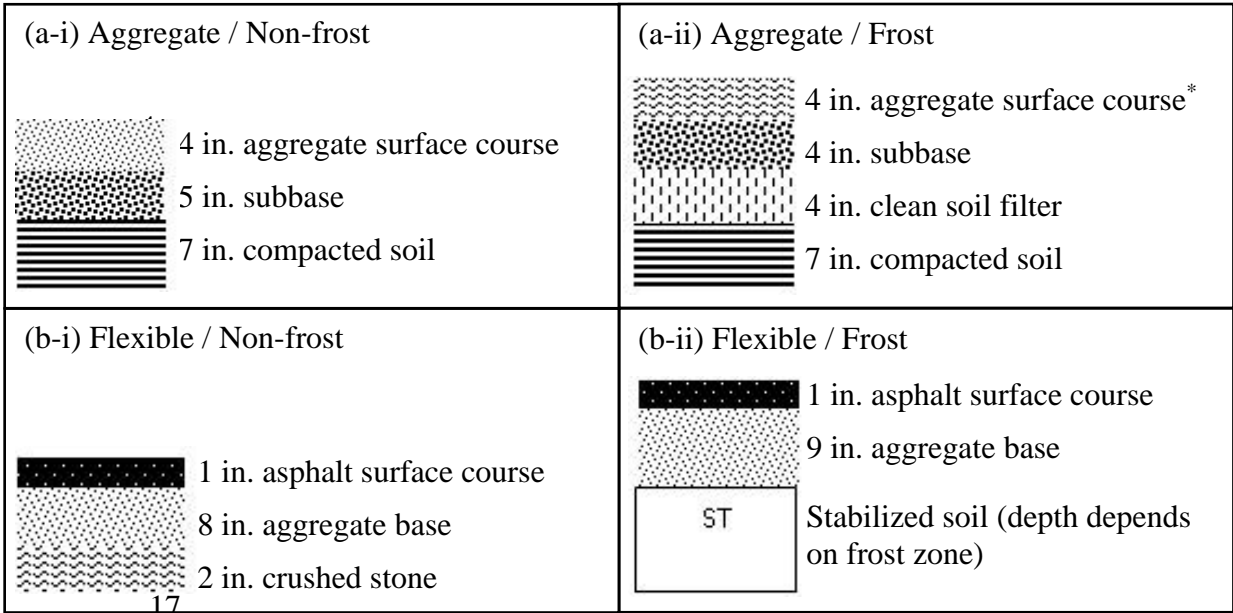 (a-i) Aggregate / Non-frost
4 in. aggregate surface course
5 in. subbase
7 in. compacted soil
(a-ii) Aggregate / Frost
4 in. aggregate surface course*
4 in. subbase
4 in. clean soil filter
7 in. compacted soil
(b-i) Flexible / Non-frost
1 in. asphalt surface course
8 in. aggregate base
2 in. crushed stone
17
(b-ii) Flexible / Frost
1 in. asphalt surface course
9 in. aggregate base
ST
Stabilized soil (depth depends
on frost zone)